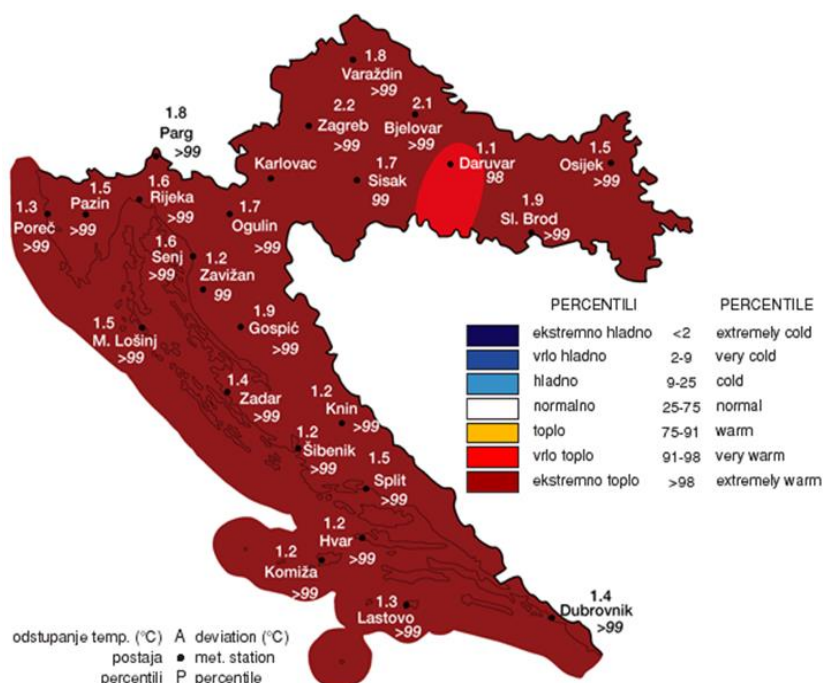 1.8
Varaždin
>99
2.2
Zagreb
>99
2.1
Bjelovar
>99
1.8
Parg
>99
Karlovac
1.7
Sisak
99
1.1
Daruvar
98
1.5
Osijek
>99
1.9
Sl. Brod
>99
1.3
Poreč
>99
1.5
Pazin
>99
1.6
Rijeka
>99
1.7
Ogulin
>99
1.6
Senj
>99
1.2
Zavižan
99
1.9
Gospić
>99
1.5
M. Lošinj
>99
1.4
Zadar
>99
1.2
Knin
>99
1.2
Šibenik
>99
1.5
Split
>99
1.2
Hvar
>99
1.2
Komiža
>99
1.3
Lastovo
>99
1.4
Dubrovnik
>99
PERCENTILI PERCENTILE
ekstremno hladno <2 extremely cold
vrlo hladno 2-9 very cold
hladno 9-25 cold
normalno 25-75 normal
toplo 75-91 warm
vrlo toplo 91-98 very warm
ekstremno toplo >98 extremely warm
odstupanje temp. (°C) A deviation (°C)
postaja met. station
percentili P percentile